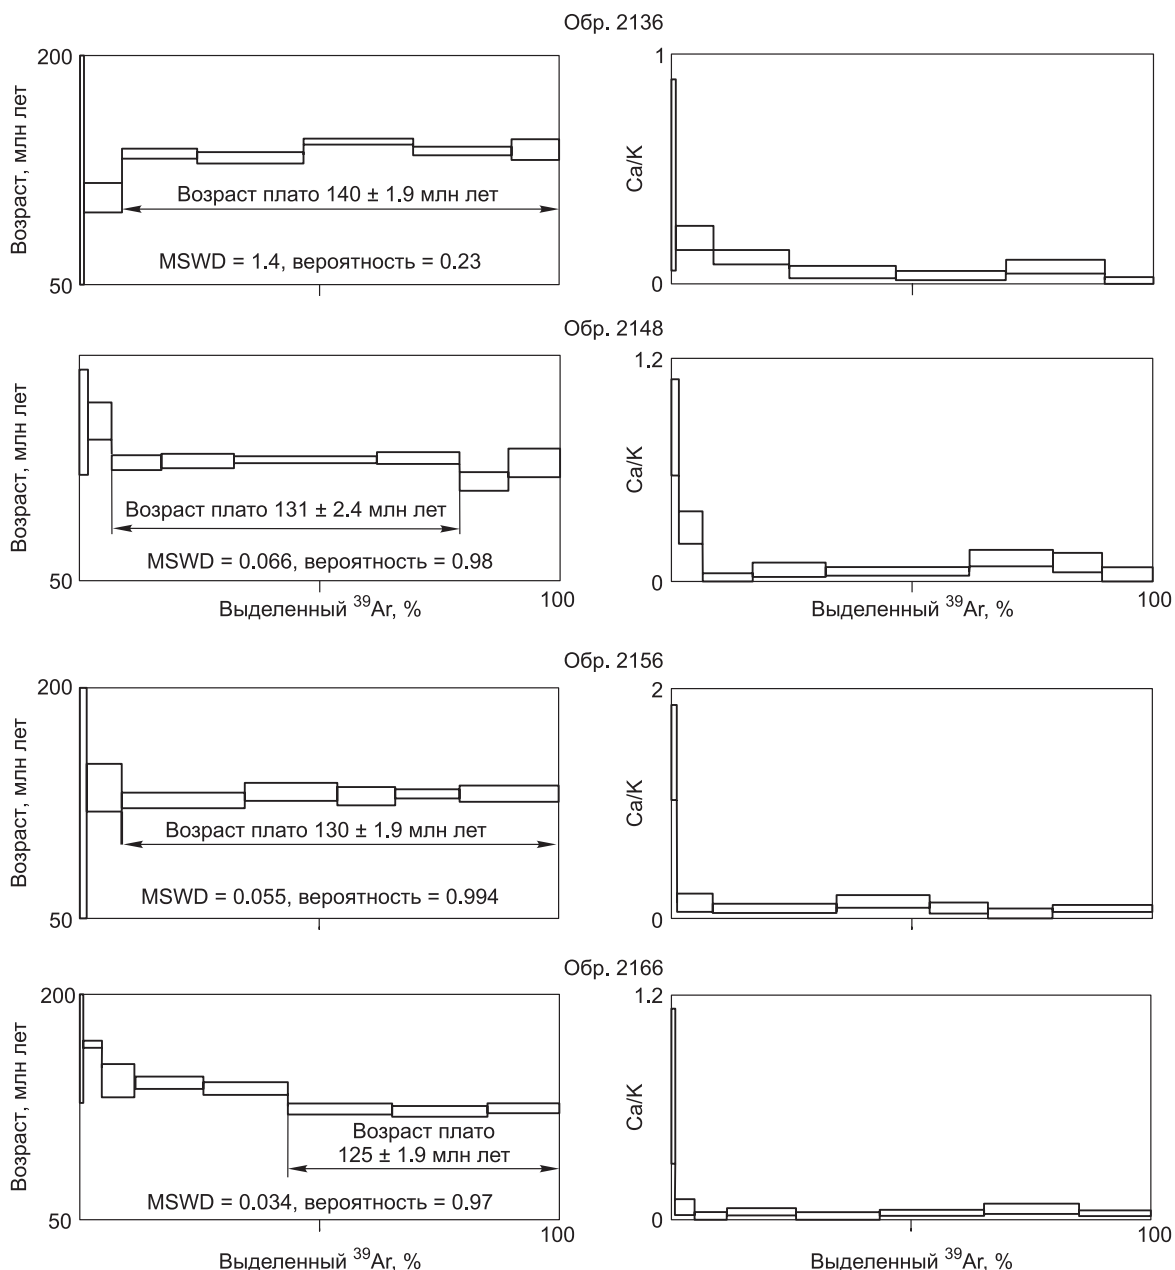 Обр. 2136
200
Возраст, млн лет
50
Возраст плато 140 ± 1.9 млн лет
MSWD = 1.4, вероятность = 0.23
1
Ca/K
0
Обр. 2148
Возраст, млн лет
50
Возраст плато 131 ± 2.4 млн лет
MSWD = 0.066, вероятность = 0.98
Выделенный ³⁹Ar, %
100
1.2
Ca/K
0
Выделенный ³⁹Ar, %
100
Обр. 2156
200
Возраст, млн лет
50
Возраст плато 130 ± 1.9 млн лет
MSWD = 0.055, вероятность = 0.994
2
Ca/K
0
Обр. 2166
200
Возраст, млн лет
50
Возраст плато
125 ± 1.9 млн лет
MSWD = 0.034, вероятность = 0.97
Выделенный ³⁹Ar, %
100
1.2
Ca/K
0
Выделенный ³⁹Ar, %
100